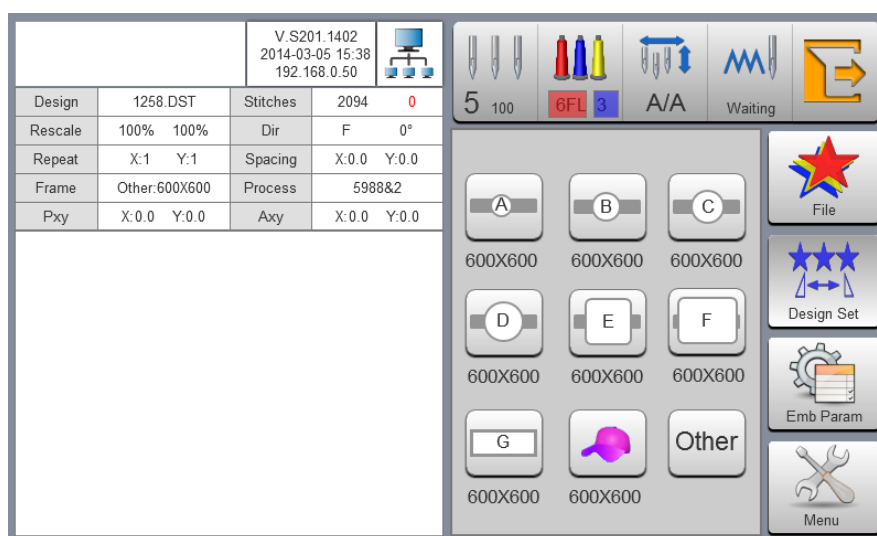 V.S201.1402
2014-03-05 15:38
192.168.0.50
Design 1258.DST Stitches 2094 0
Rescale 100% 100% Dir F 0°
Repeat X:1 Y:1 Spacing X:0.0 Y:0.0
Frame Other:600X600 Process 5988&2
Pxy X:0.0 Y:0.0 Axy X:0.0 Y:0.0
5 100 6FL 3 A/A Waiting
A B C
600X600 600X600 600X600
D E F
600X600 600X600 600X600
G Other
600X600 600X600
File
Design Set
Emb Param
Menu